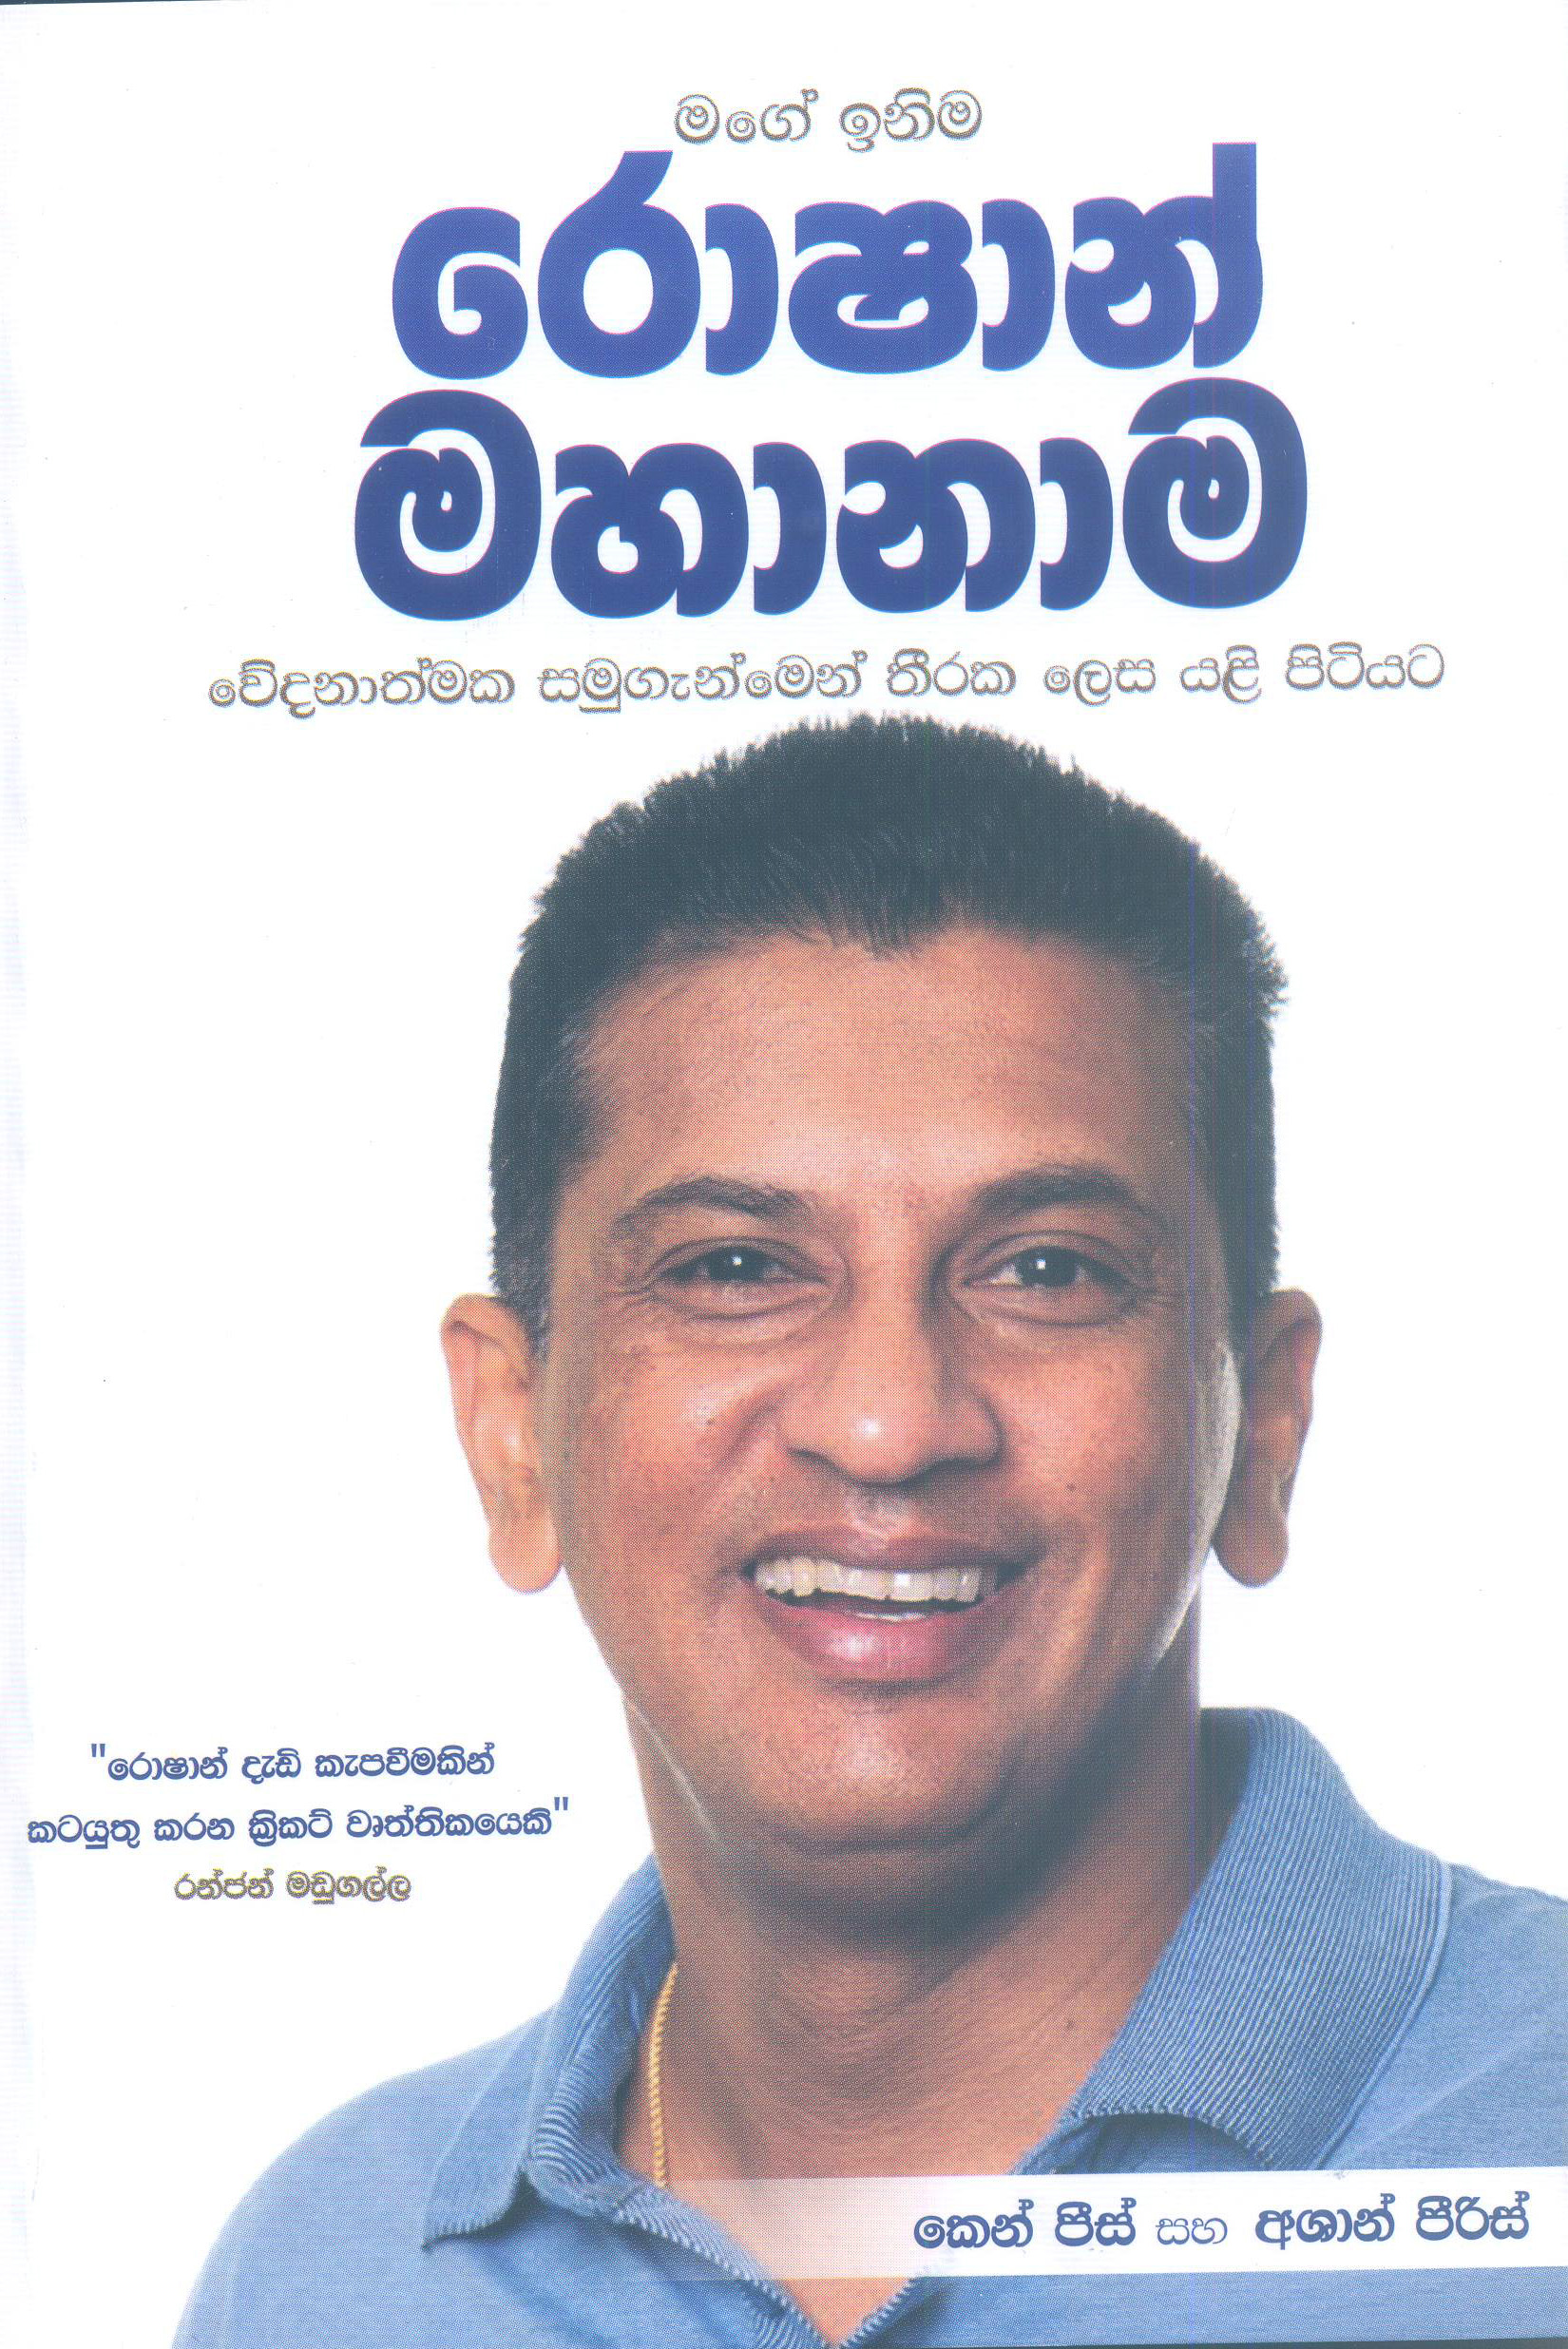 මගේ ඉනිම
රොෂාන්
මහානාම
වේදනාත්මක සමුගැන්මෙන් තීරක ලෙස යළි පිටියට
"රොෂාන් දැඩි කැපවීමකින්
කටයුතු කරන ක්‍රිකට් වෘත්තිකයෙකි"
රන්ජන් මඩුගල්ල
කෙන් පීස් සහ අශාන් පීරිස්